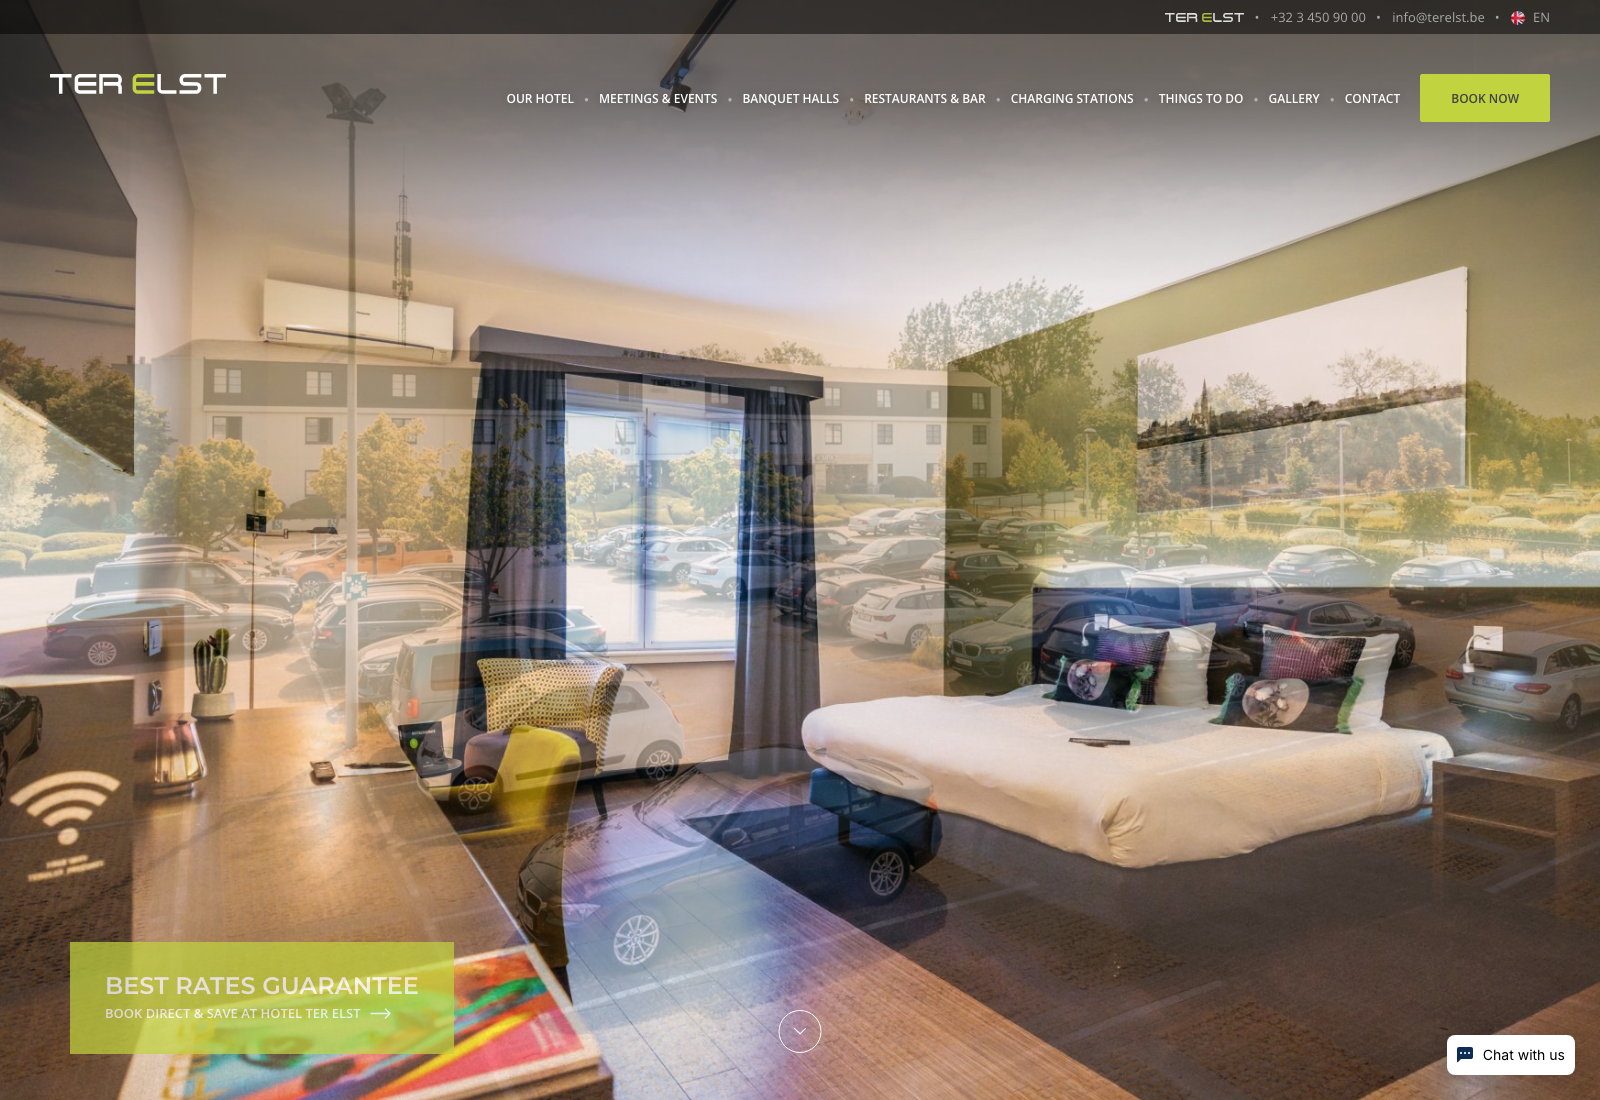 TER ELST • +32 3 450 90 00 • info@terelst.be • EN
TER ELST
OUR HOTEL • MEETINGS & EVENTS • BANQUET HALLS • RESTAURANTS & BAR • CHARGING STATIONS • THINGS TO DO • GALLERY • CONTACT
BOOK NOW
TER ELST
BEST RATES GUARANTEE
BOOK DIRECT & SAVE AT HOTEL TER ELST
Chat with us